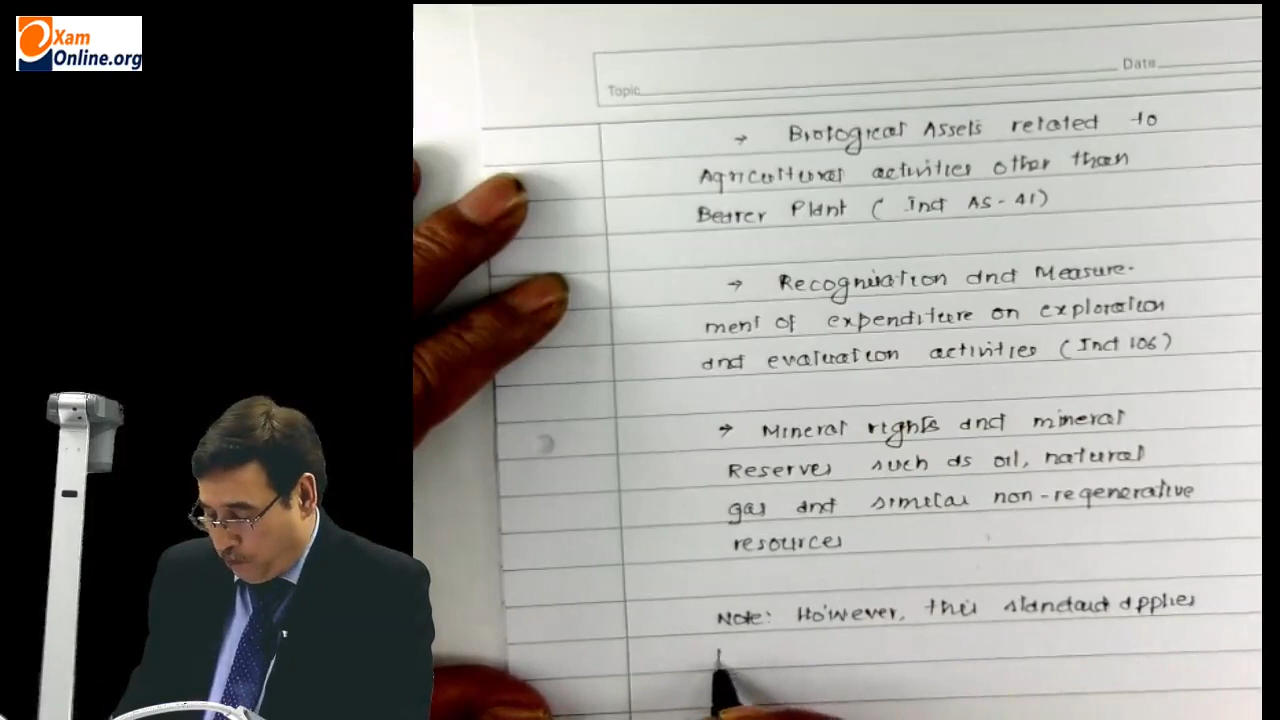 Xam
Online.org
Topic
Date
→ Biological Assets related to
Agricultural activities other than
Bearer Plant ( Ind AS-41)
→ Recognisation and Measure-
ment of expenditure on exploration
and evaluation activities (Ind 106)
→ Mineral rights and mineral
Reserves such as oil, natural
gas and similar non-regenerative
resources
Note: However, this standard applies